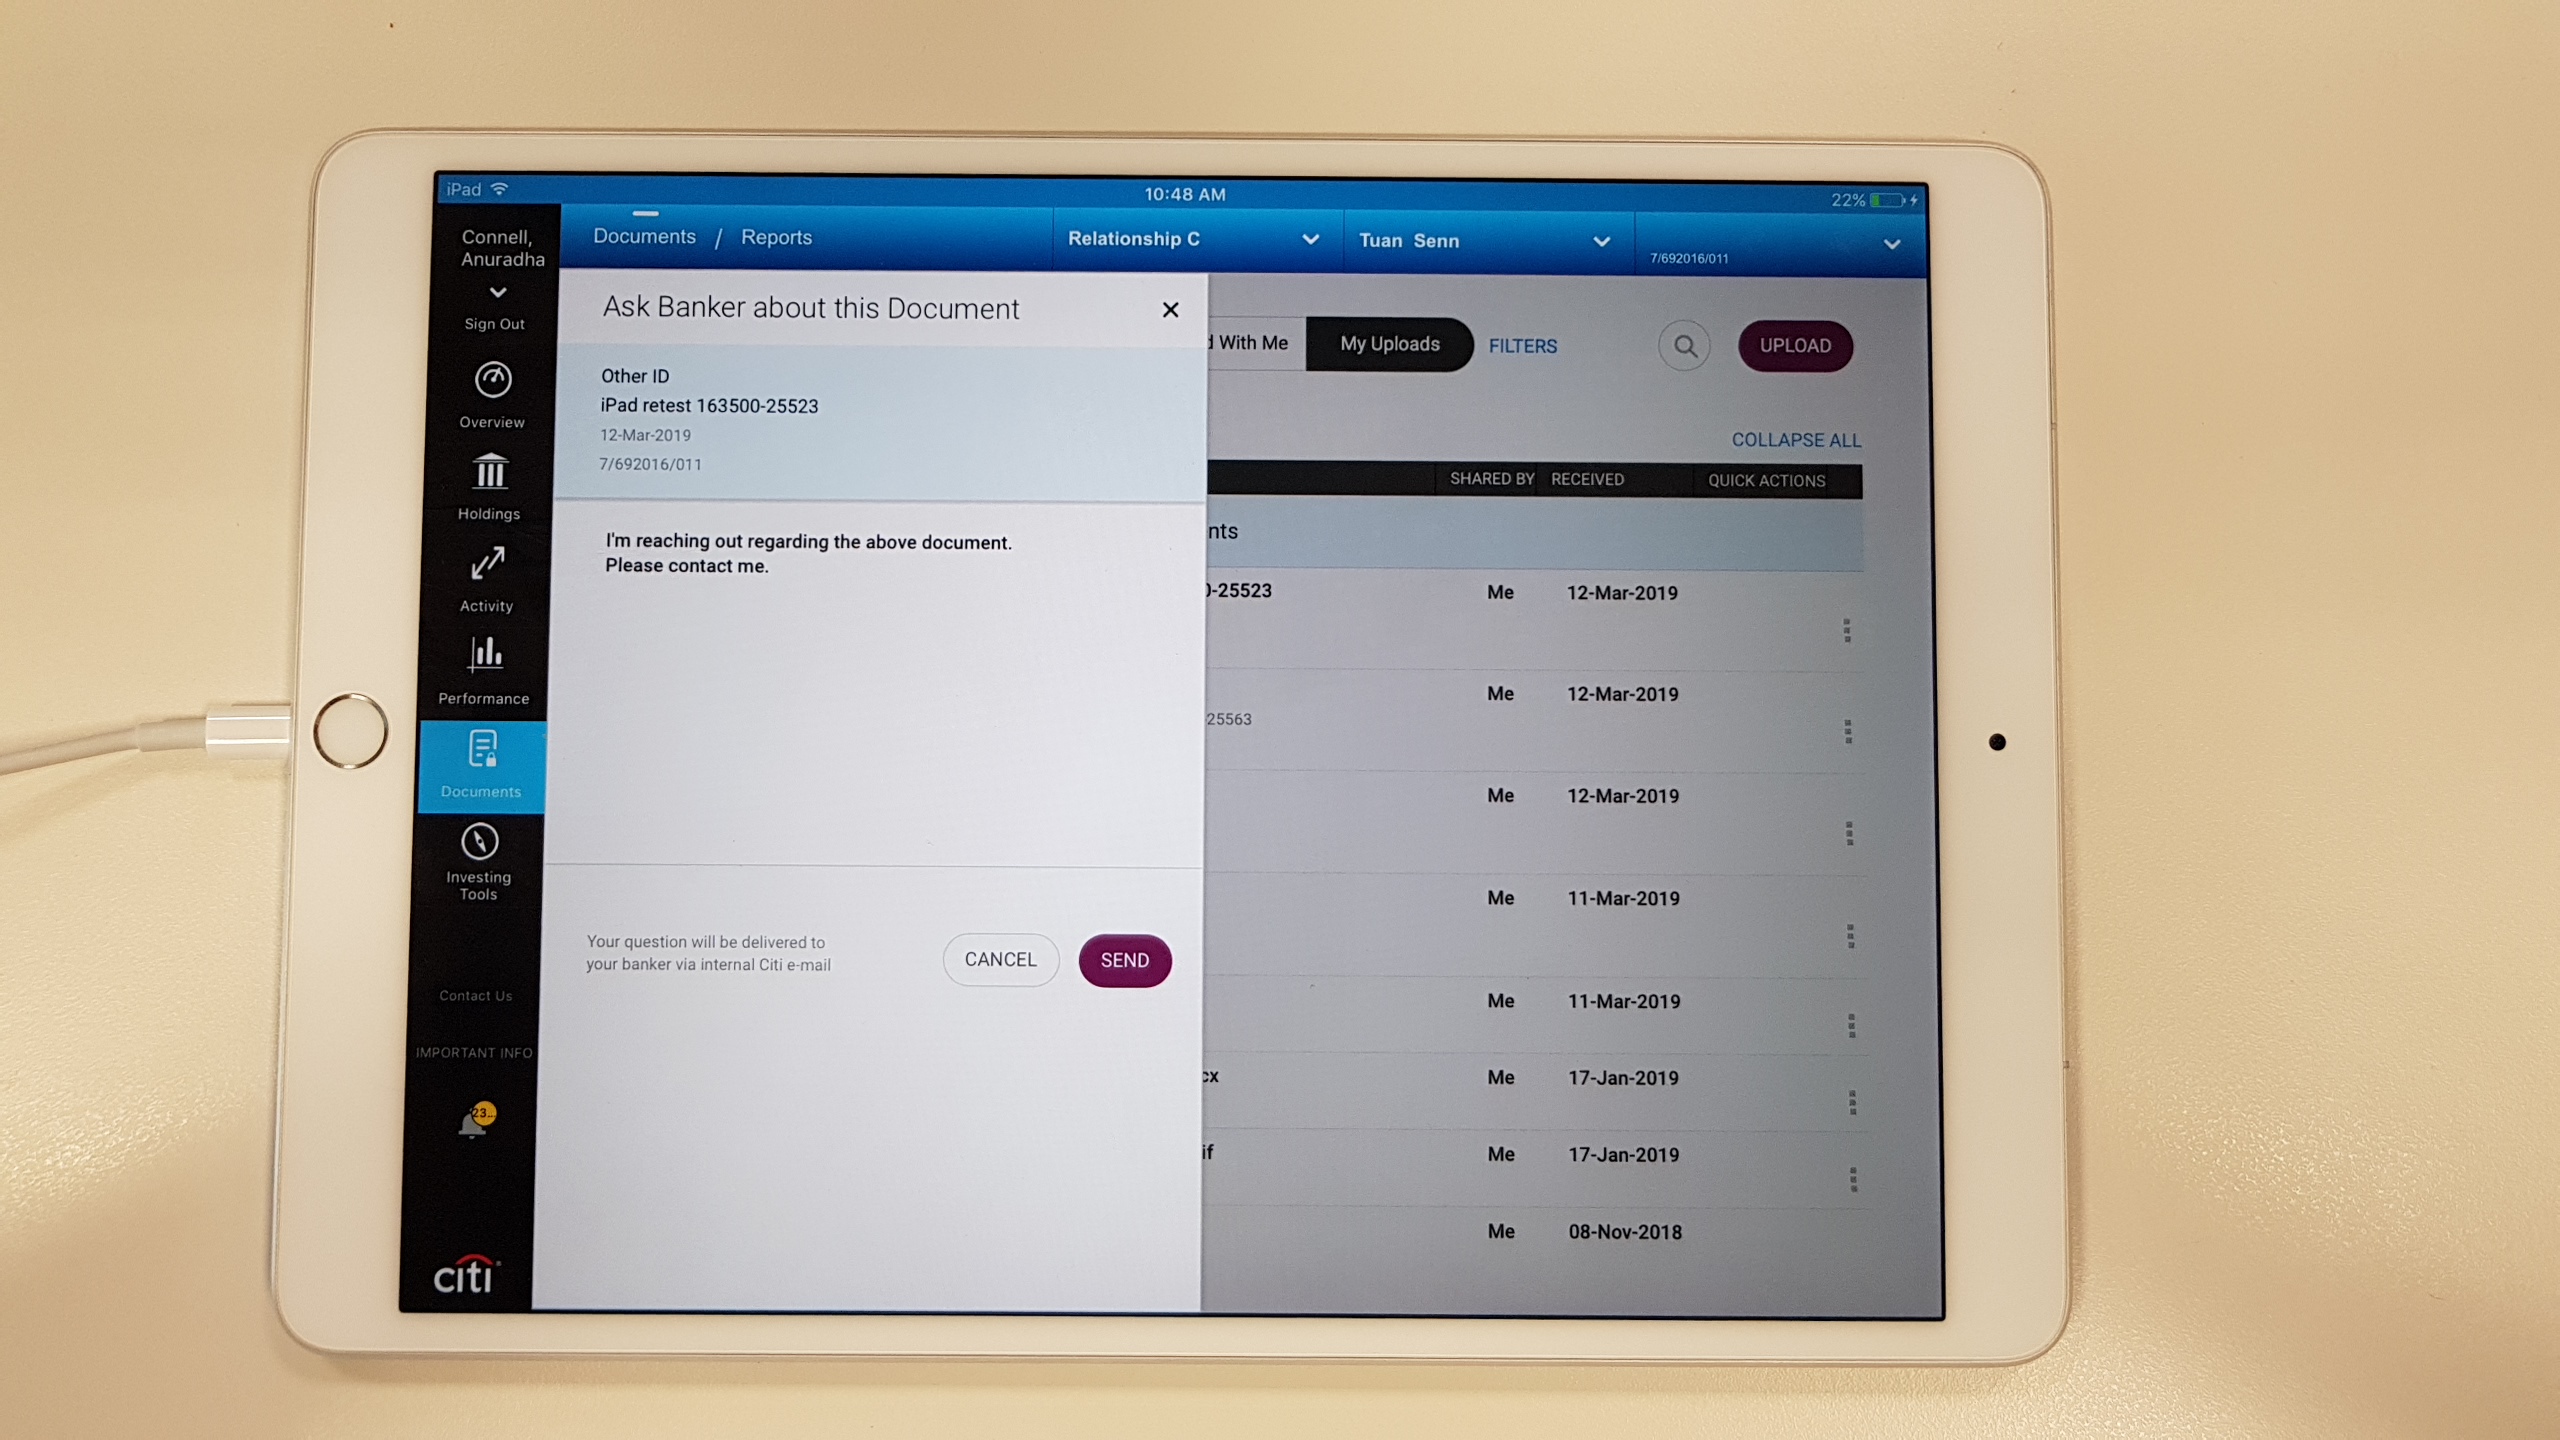 iPad
10:48 AM
22%
Connell,
Anuradha
Sign Out
Overview
Holdings
Activity
Performance
Documents
Investing
Tools
Contact Us
IMPORTANT INFO
23...
citi
Documents / Reports
Relationship C
Tuan Senn
7/692016/011
Ask Banker about this Document
Other ID
iPad retest 163500-25523
12-Mar-2019
7/692016/011
I'm reaching out regarding the above document.
Please contact me.
Your question will be delivered to
your banker via internal Citi e-mail
CANCEL
SEND
d With Me
My Uploads
FILTERS
UPLOAD
COLLAPSE ALL
SHARED BY RECEIVED QUICK ACTIONS
nts
0-25523 Me 12-Mar-2019
Me 12-Mar-2019
25563
Me 12-Mar-2019
Me 11-Mar-2019
Me 11-Mar-2019
cx Me 17-Jan-2019
if Me 17-Jan-2019
Me 08-Nov-2018